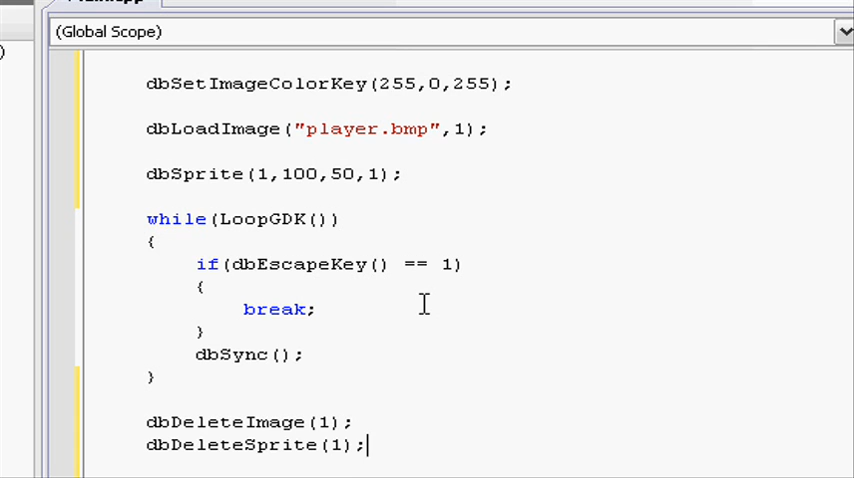 (Global Scope)
dbSetImageColorKey(255,0,255);
dbLoadImage("player.bmp",1);
dbSprite(1,100,50,1);
while(LoopGDK())
{
if(dbEscapeKey() == 1)
{
break;
}
dbSync();
}
dbDeleteImage(1);
dbDeleteSprite(1);